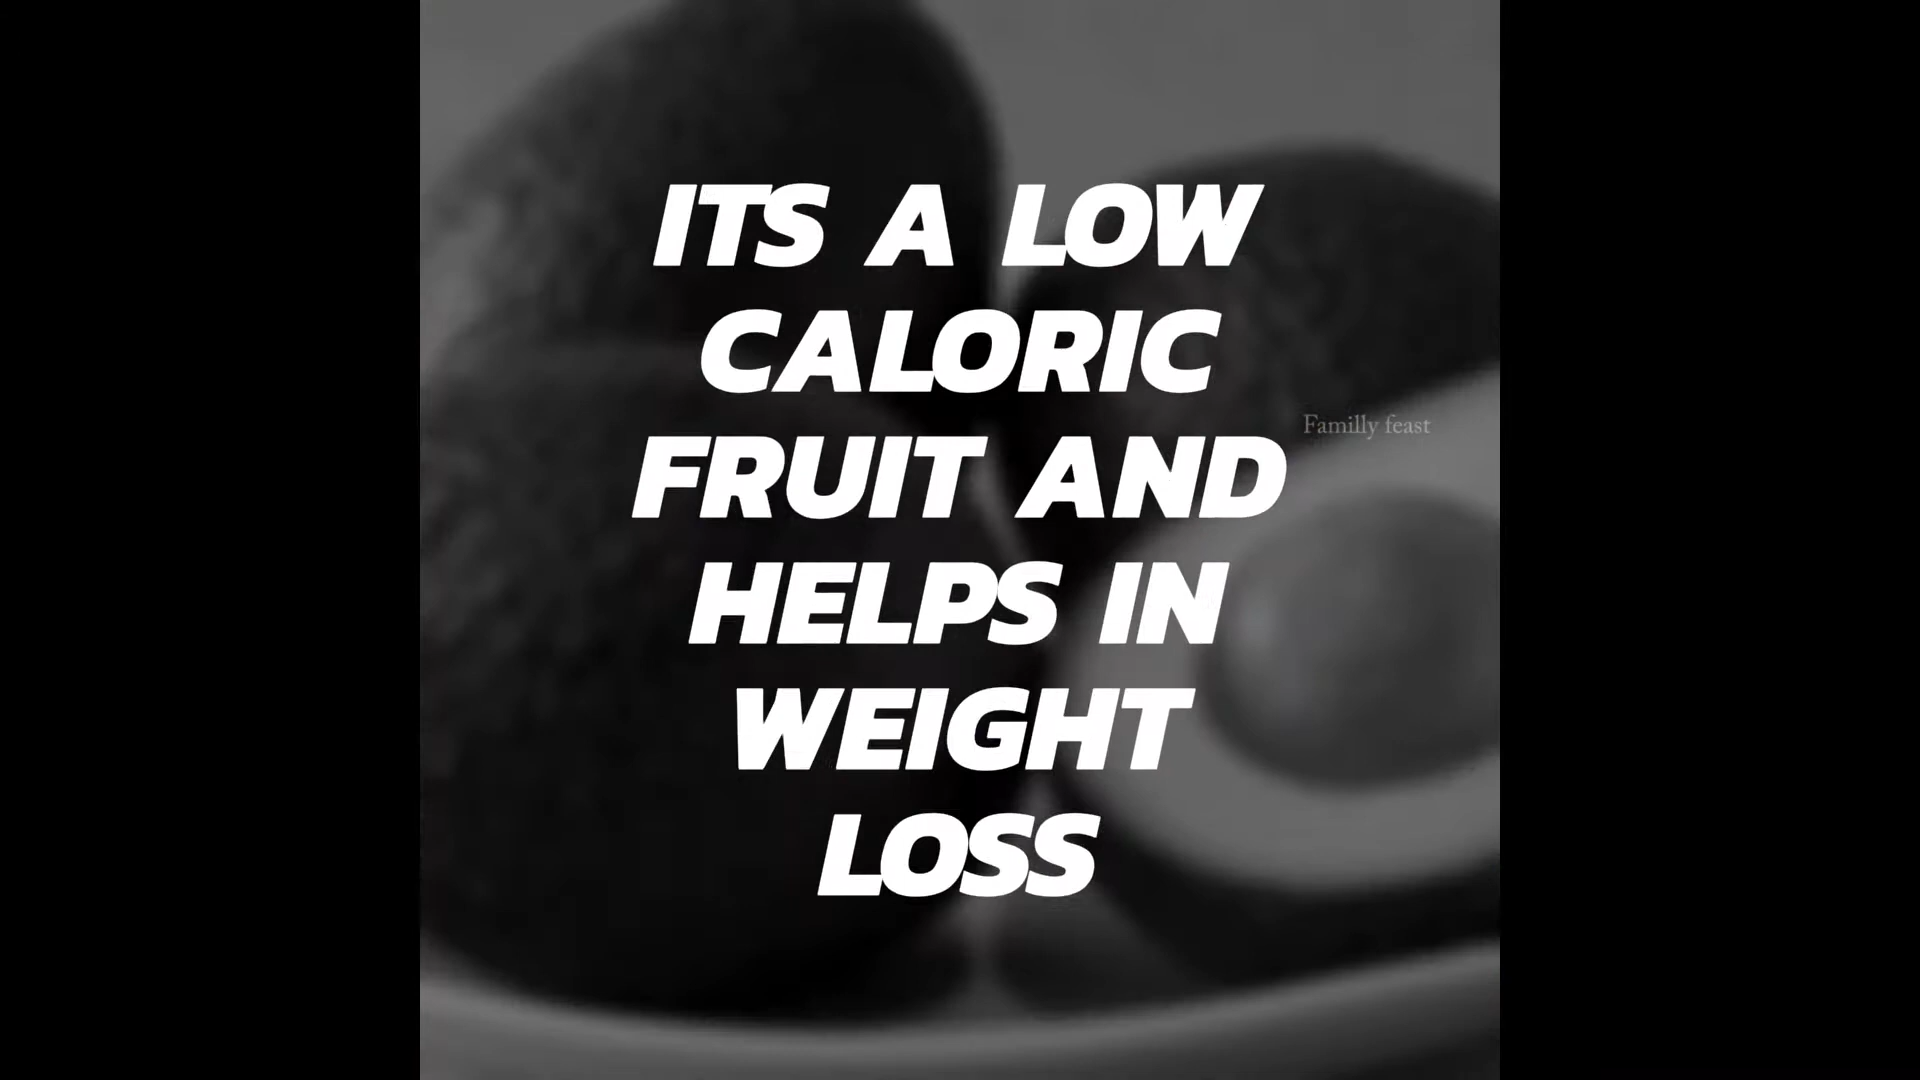 ITS A LOW
CALORIC
FRUIT AND
Familly feast
HELPS IN
WEIGHT
LOSS